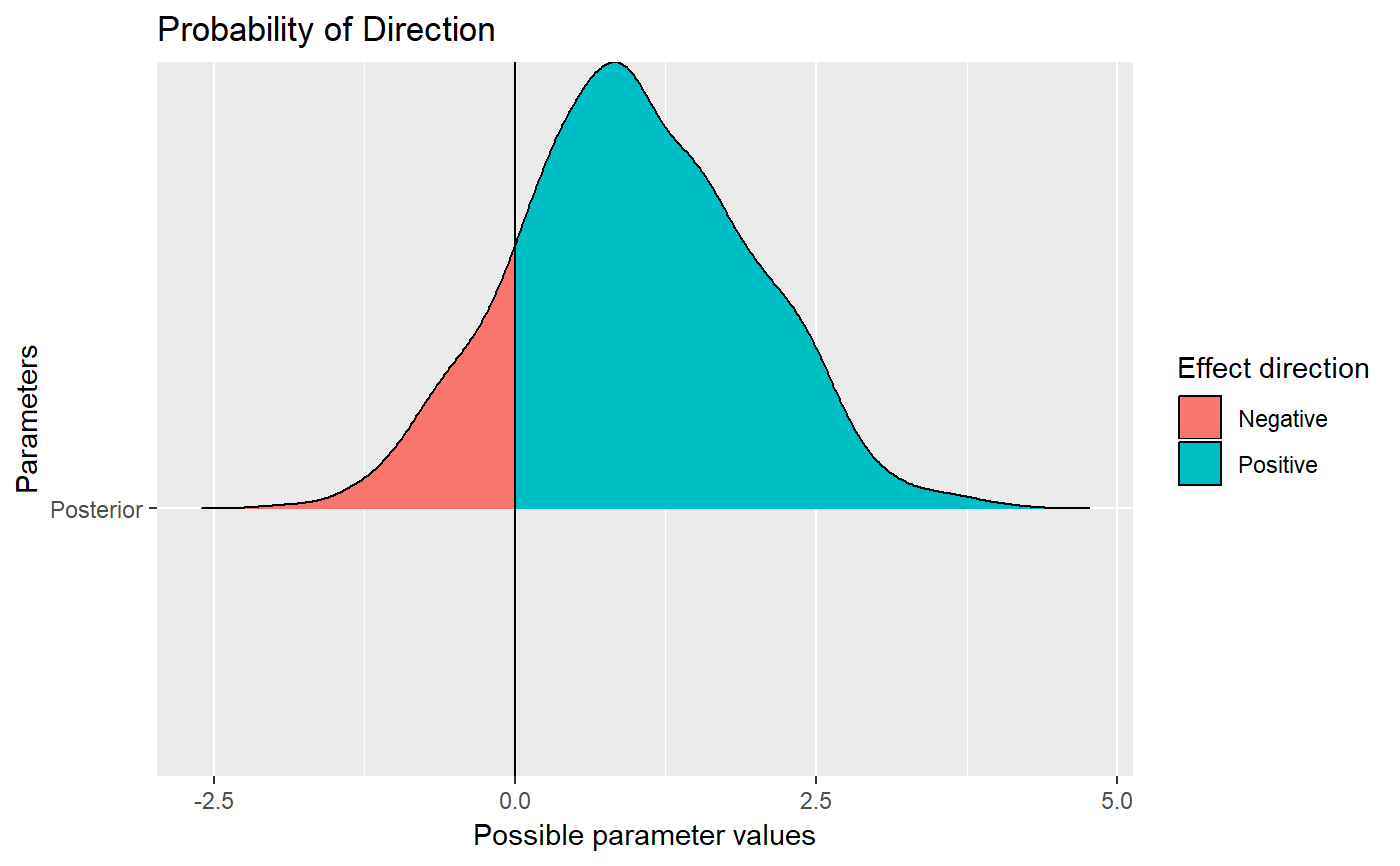 Probability of Direction
Parameters
Posterior
-2.5
0.0
2.5
5.0
Possible parameter values
Effect direction
Negative
Positive